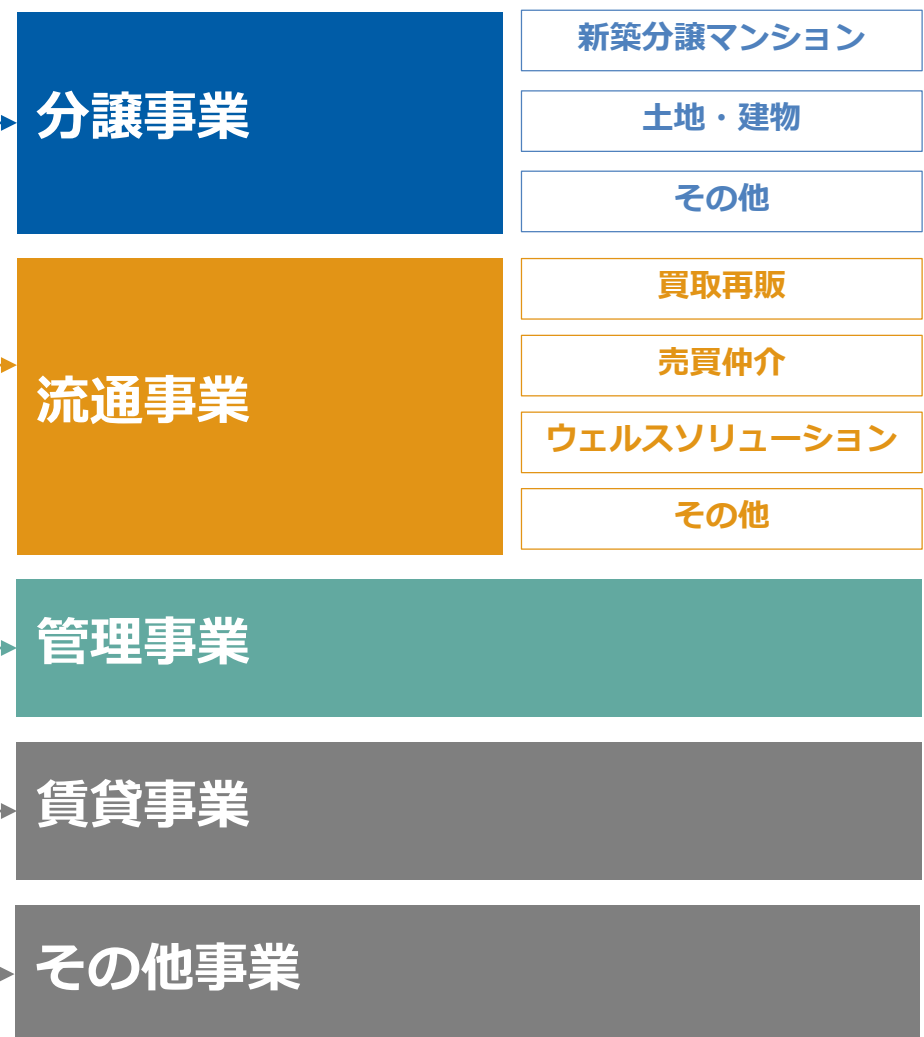 分譲事業
新築分譲マンション
土地・建物
その他
流通事業
買取再販
売買仲介
ウェルスソリューション
その他
管理事業
賃貸事業
その他事業